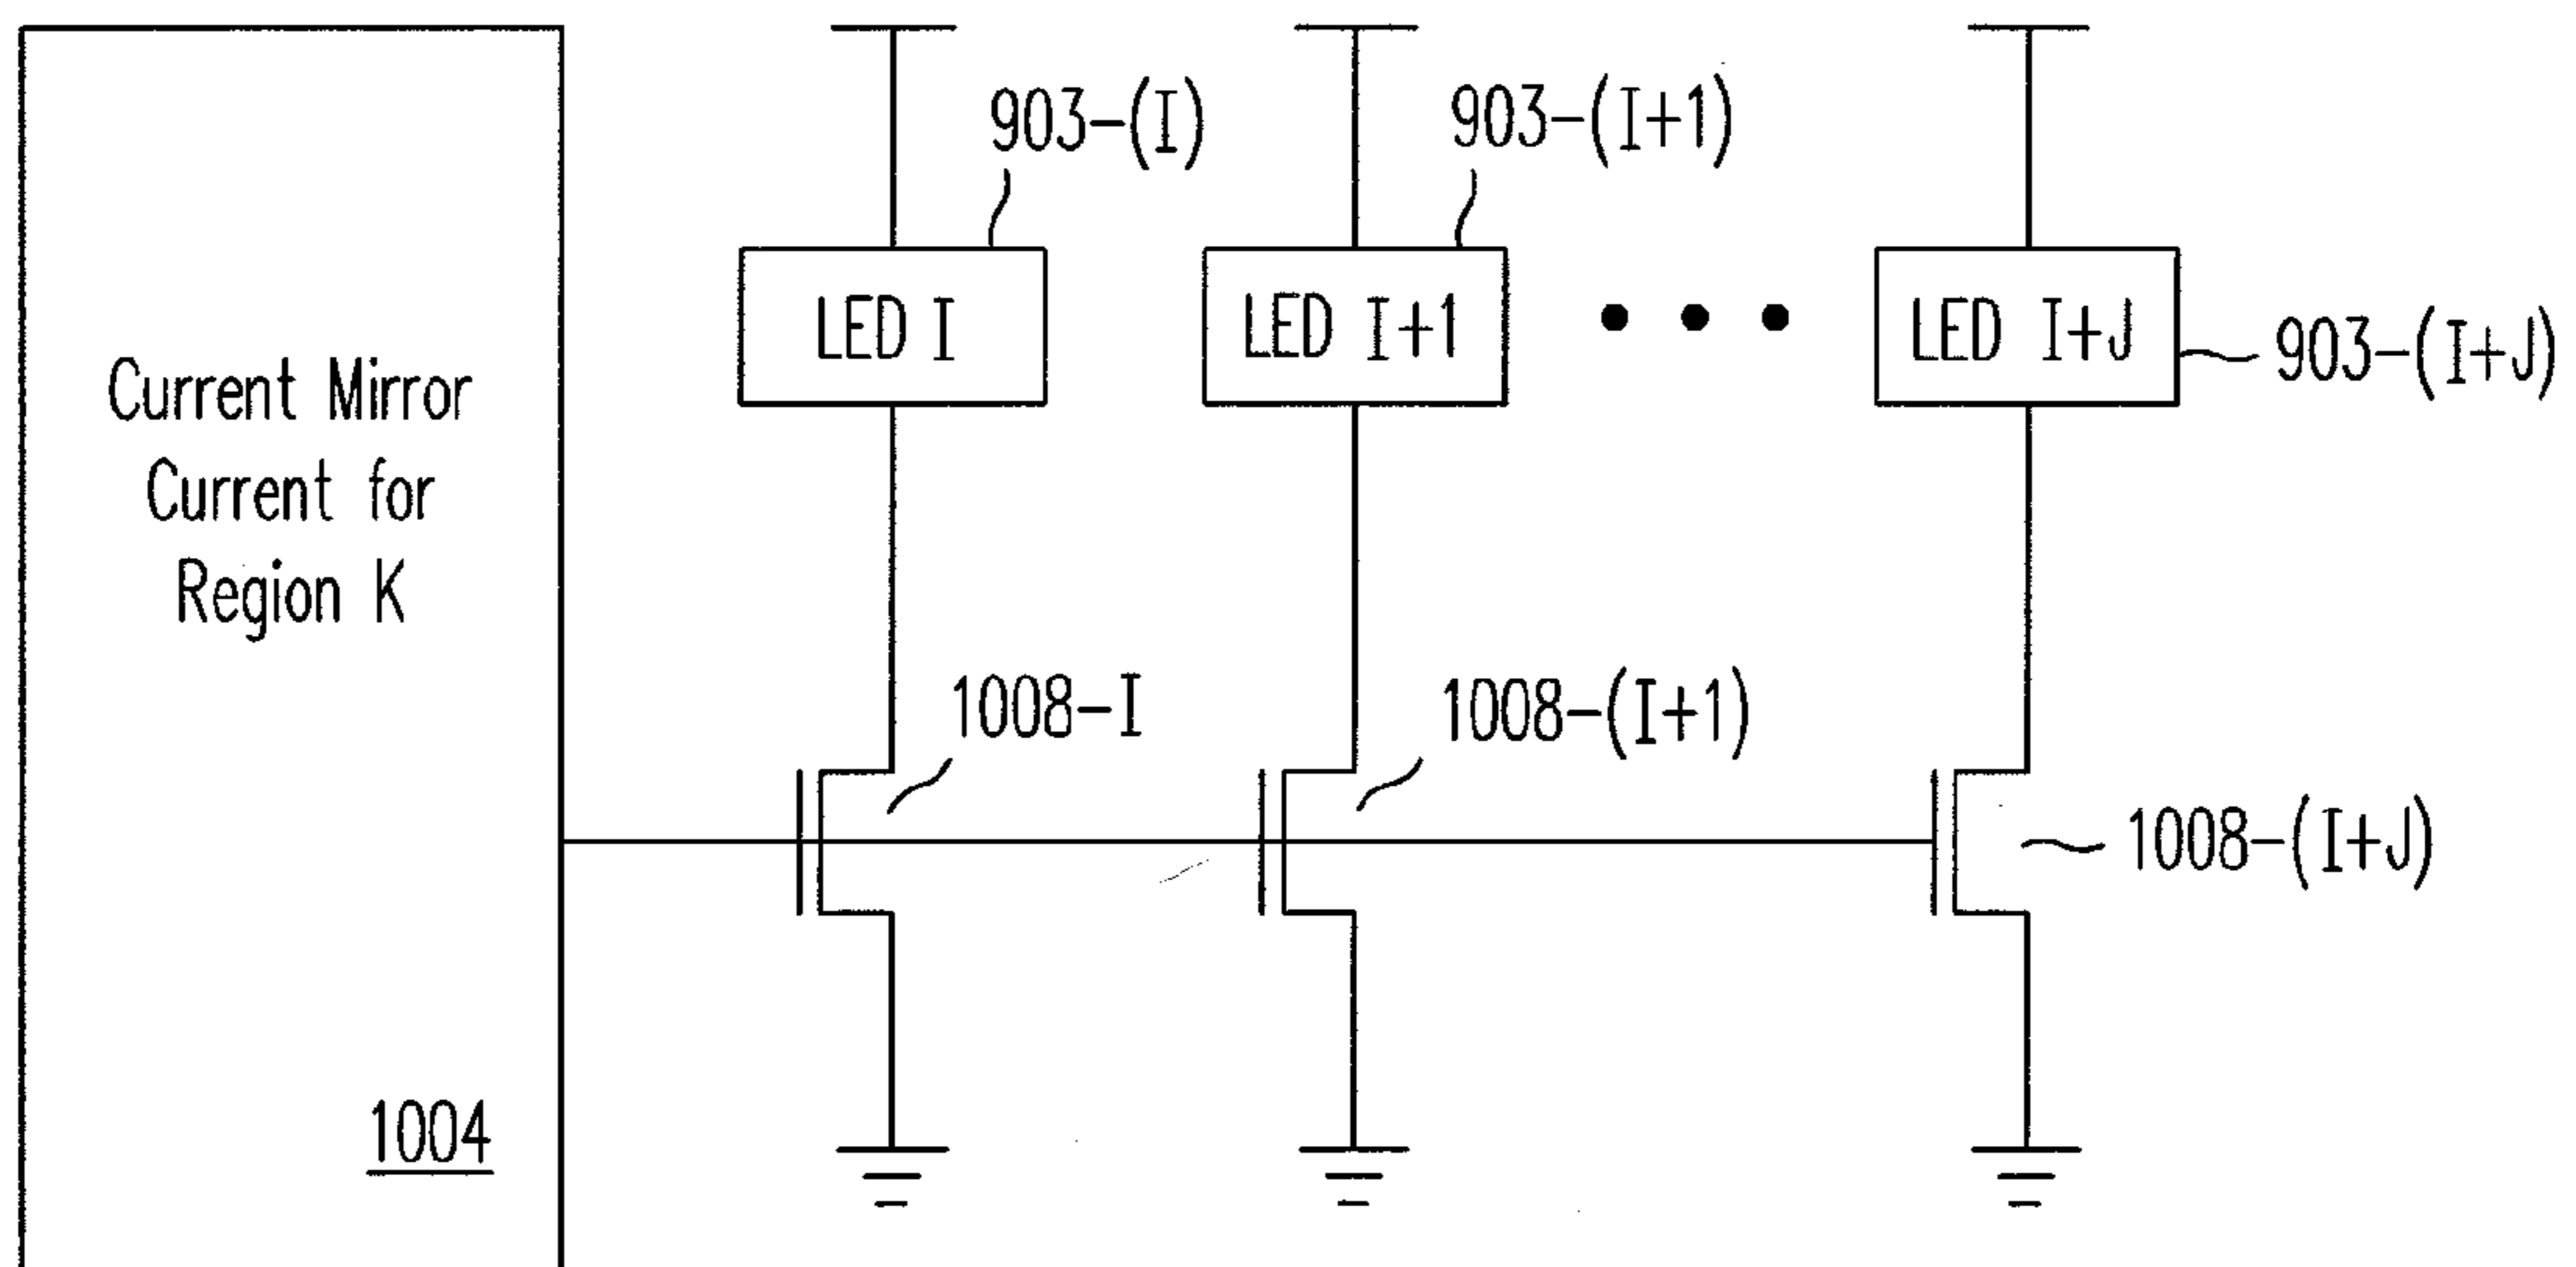 903-(I)
903-(I+1)
LED I
LED I+1
LED I+J
903-(I+J)
Current Mirror
Current for
Region K
1008-I
1008-(I+1)
1008-(I+J)
1004